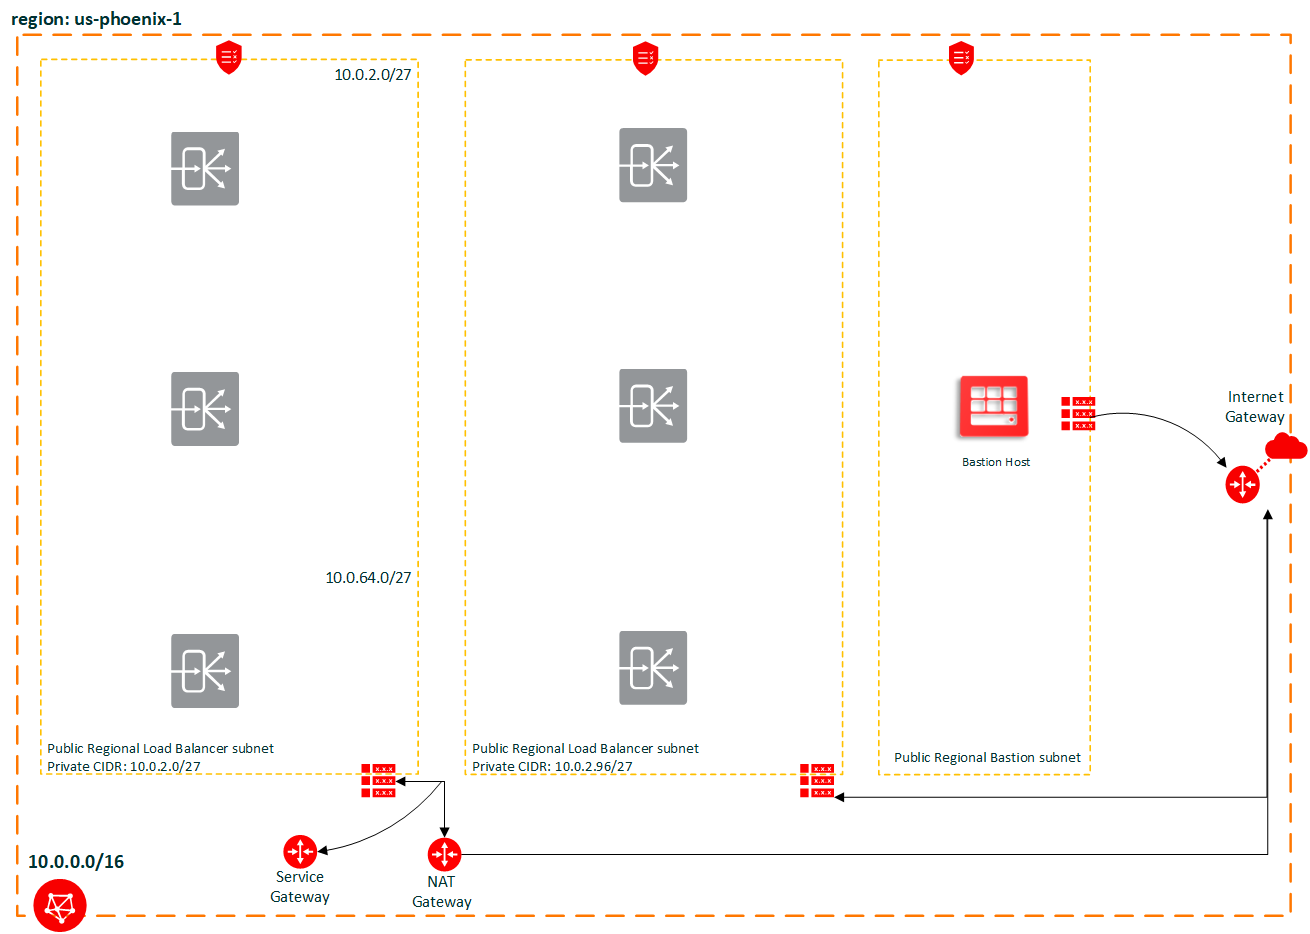 region: us-phoenix-1
10.0.2.0/27
Internet
Gateway
Bastion Host
10.0.64.0/27
Public Regional Load Balancer subnet
Private CIDR: 10.0.2.0/27
Public Regional Load Balancer subnet
Private CIDR: 10.0.2.96/27
Public Regional Bastion subnet
10.0.0.0/16
Service
Gateway
NAT
Gateway